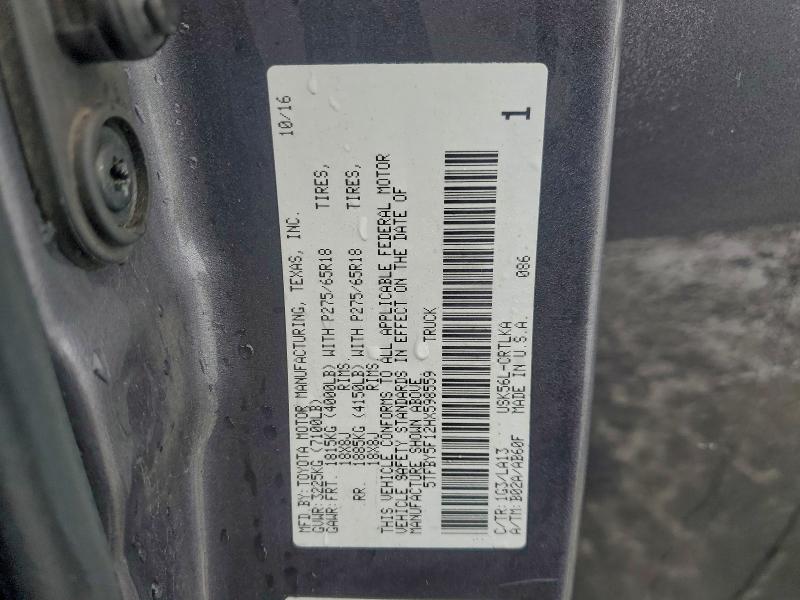 MFD.BY:TOYOTA MOTOR MANUFACTURING, TEXAS, INC. 10/16
GVWR: 3225KG (7100LB)
GAWR:FRT. 1815KG (4000LB) WITH P275/65R18 TIRES,
18X8J RIMS
RR. 1885KG (4150LB) WITH P275/65R18 TIRES,
18X8J RIMS
THIS VEHICLE CONFORMS TO ALL APPLICABLE FEDERAL MOTOR
VEHICLE SAFETY STANDARDS IN EFFECT ON THE DATE OF
MANUFACTURE SHOWN ABOVE.
5TFBY5F12HX598559 TRUCK
C/TR:1G3/LA13 USK56L-CRTLKA 086
A/TM:B02A/AB60F MADE IN U.S.A.
1